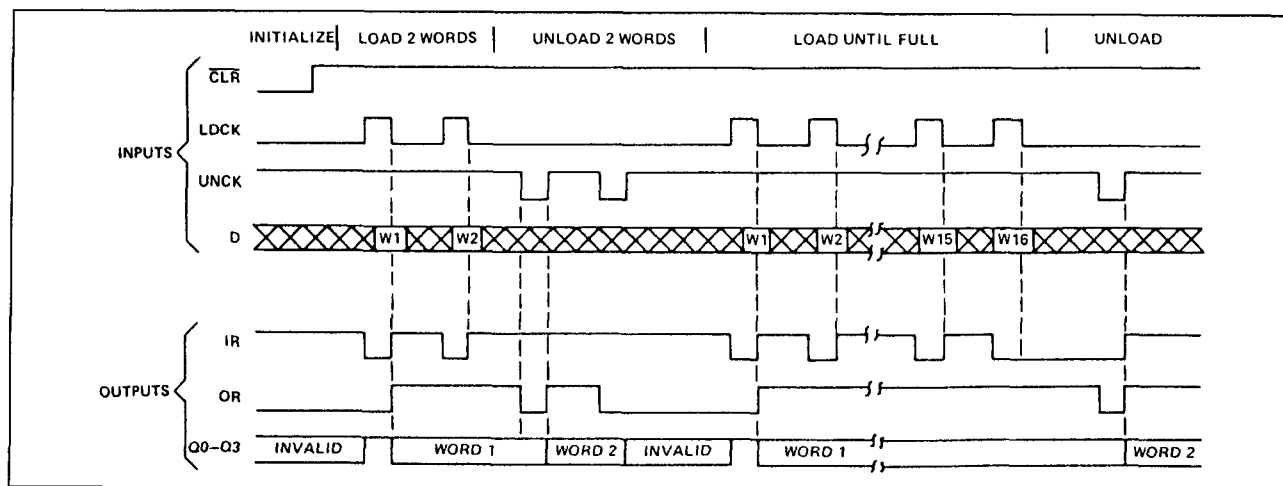 INITIALIZE LOAD 2 WORDS UNLOAD 2 WORDS LOAD UNTIL FULL UNLOAD
CLR
LDCK
INPUTS
UNCK
D W1 W2 W1 W2 W15 W16
IR
OUTPUTS
OR
Q0–Q3 INVALID WORD 1 WORD 2 INVALID WORD 1 WORD 2